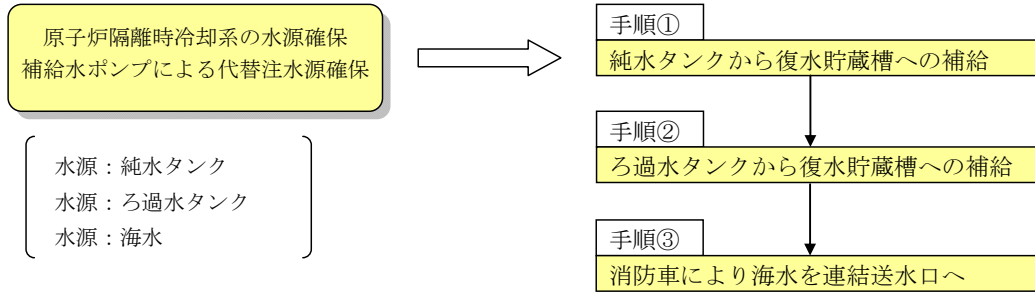 原子炉隔離時冷却系の水源確保
補給水ポンプによる代替注水源確保
水源：純水タンク
水源：ろ過水タンク
水源：海水
手順①
純水タンクから復水貯蔵槽への補給
手順②
ろ過水タンクから復水貯蔵槽への補給
手順③
消防車により海水を連結送水口へ